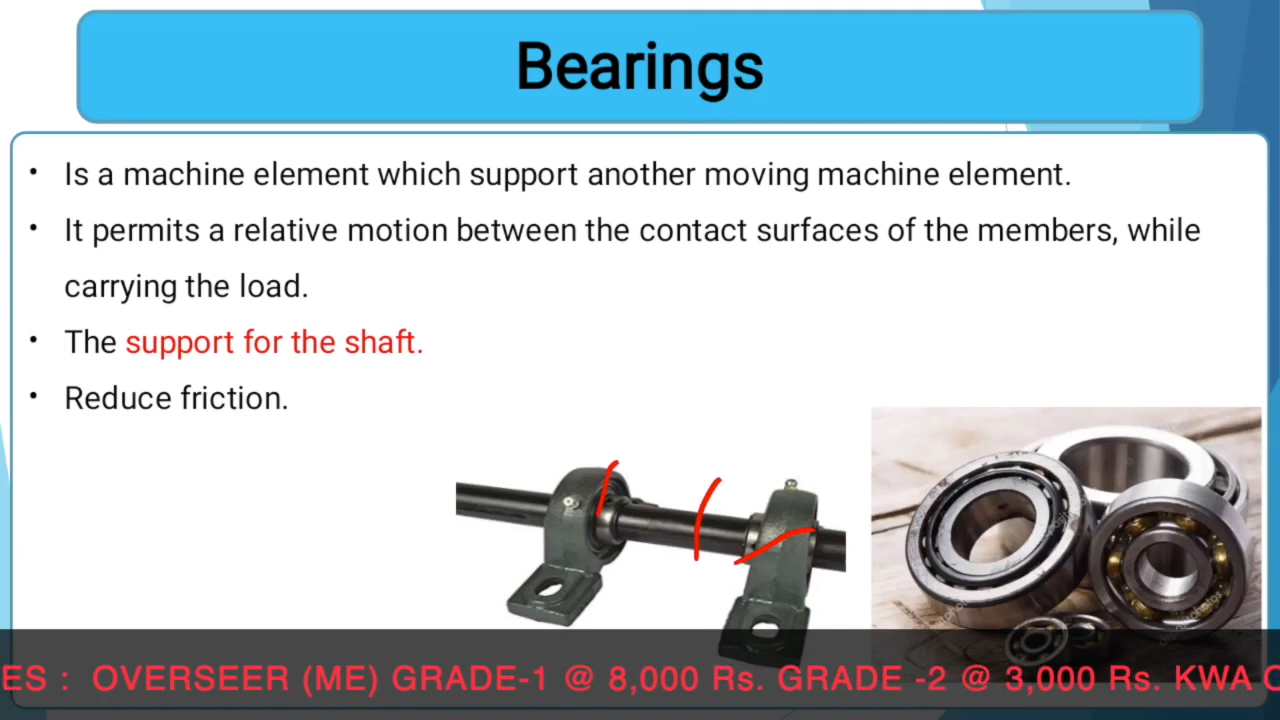 Bearings
• Is a machine element which support another moving machine element.
• It permits a relative motion between the contact surfaces of the members, while
carrying the load.
• The support for the shaft.
• Reduce friction.
ES : OVERSEER (ME) GRADE-1 @ 8,000 Rs. GRADE -2 @ 3,000 Rs. KWA